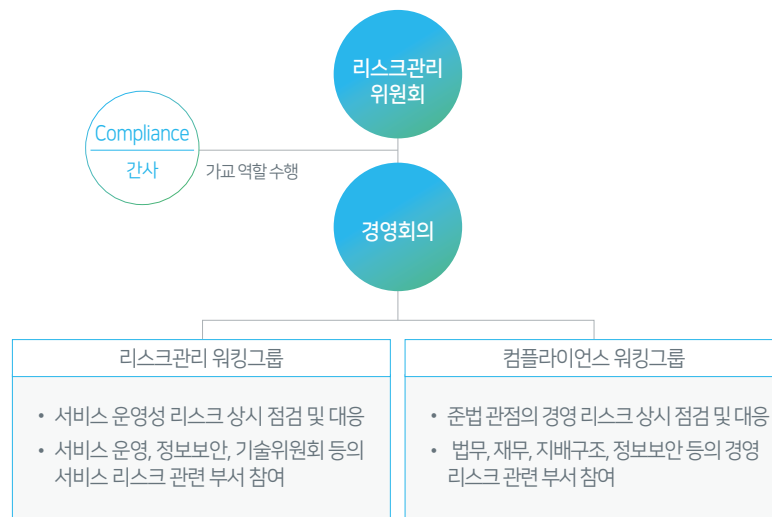 리스크관리
위원회
Compliance
간사
가교 역할 수행
경영회의
리스크관리 워킹그룹
• 서비스 운영성 리스크 상시 점검 및 대응
• 서비스 운영, 정보보안, 기술위원회 등의
서비스 리스크 관련 부서 참여
컴플라이언스 워킹그룹
• 준법 관점의 경영 리스크 상시 점검 및 대응
• 법무, 재무, 지배구조, 정보보안 등의 경영
리스크 관련 부서 참여